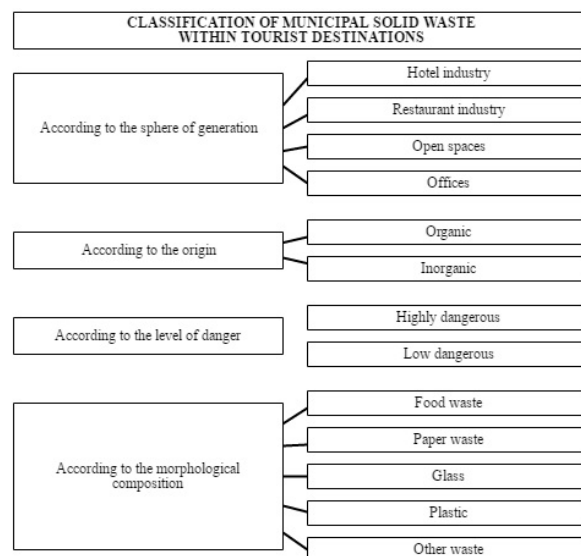 CLASSIFICATION OF MUNICIPAL SOLID WASTE
WITHIN TOURIST DESTINATIONS
According to the sphere of generation
Hotel industry
Restaurant industry
Open spaces
Offices
According to the origin
Organic
Inorganic
According to the level of danger
Highly dangerous
Low dangerous
According to the morphological
composition
Food waste
Paper waste
Glass
Plastic
Other waste